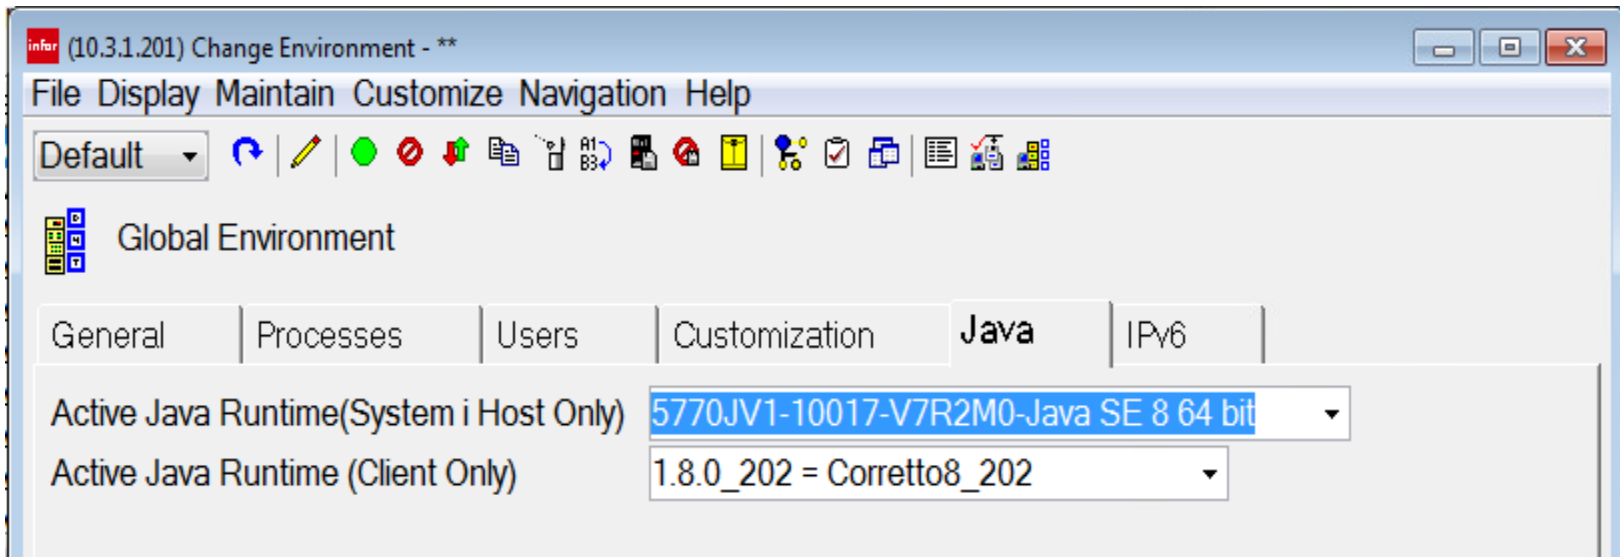 infor (10.3.1.201) Change Environment - **
File Display Maintain Customize Navigation Help
Default
A1
B3
Global Environment
General Processes Users Customization Java IPv6
Active Java Runtime(System i Host Only) 5770JV1-10017-V7R2M0-Java SE 8 64 bit
Active Java Runtime (Client Only) 1.8.0_202 = Corretto8_202